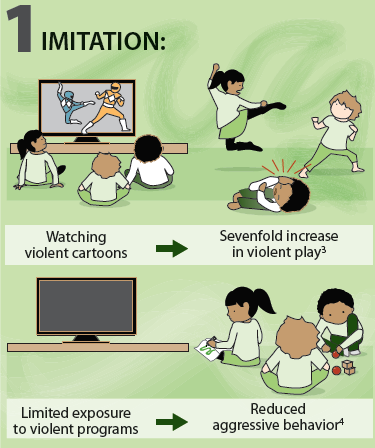 1 IMITATION:
Watching
violent cartoons
Sevenfold increase
in violent play³
Limited exposure
to violent programs
Reduced
aggressive behavior⁴